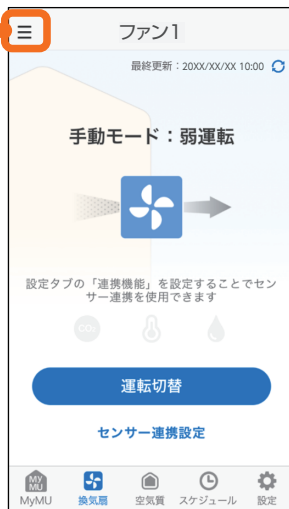 ファン1
最終更新：20XX/XX/XX 10:00
手動モード：弱運転
設定タブの「連携機能」を設定することでセン
サー連携を使用できます
CO₂
運転切替
センサー連携設定
MY
MU
MyMU 換気扇 空気質 スケジュール 設定